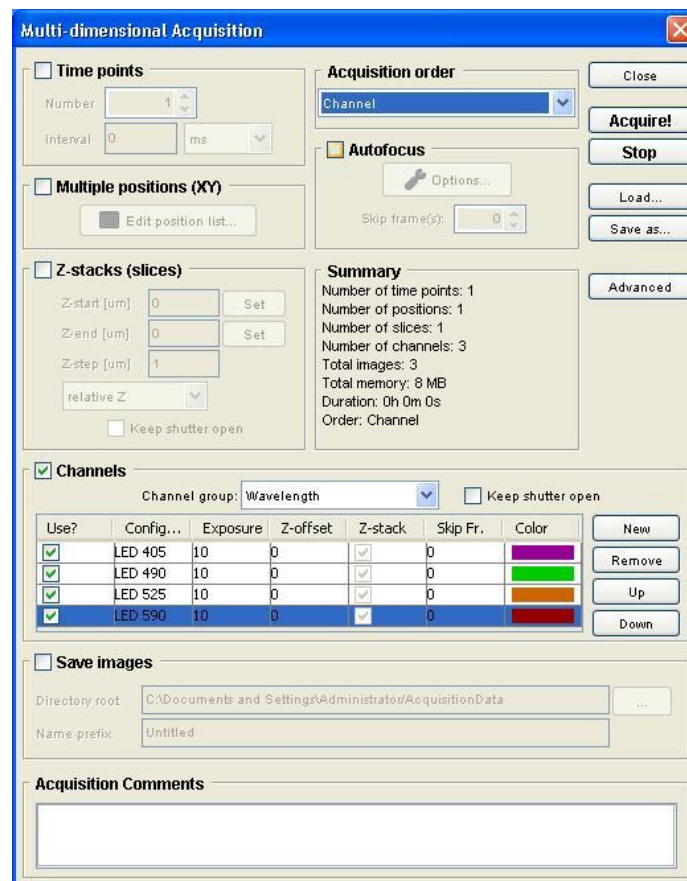 Multi-dimensional Acquisition
Time points
Number 1
Interval 0 ms
Multiple positions (XY)
Edit position list...
Z-stacks (slices)
Z-start [um] 0 Set
Z-end [um] 0 Set
Z-step [um] 1
relative Z
Keep shutter open
Acquisition order
Channel
Autofocus
Options...
Skip frame(s): 0
Summary
Number of time points: 1
Number of positions: 1
Number of slices: 1
Number of channels: 3
Total images: 3
Total memory: 8 MB
Duration: 0h 0m 0s
Order: Channel
Close
Acquire!
Stop
Load...
Save as...
Advanced
Channels
Channel group: Wavelength Keep shutter open
Use? Config... Exposure Z-offset Z-stack Skip Fr. Color
LED 405 10 0 0
LED 490 10 0 0
LED 525 10 0 0
LED 590 10 0 0
New
Remove
Up
Down
Save images
Directory root C:\Documents and Settings\Administrator/AcquisitionData ...
Name prefix Untitled
Acquisition Comments